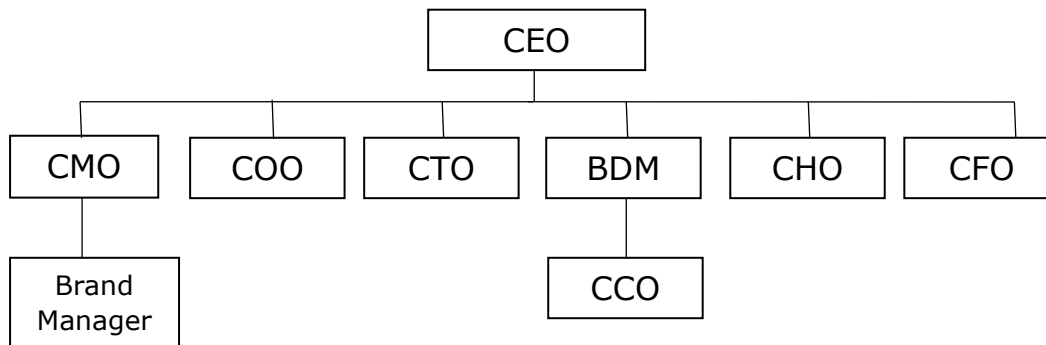 CEO
CMO
COO
CTO
BDM
CHO
CFO
Brand
Manager
CCO